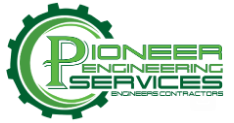 PIONEER
ENGINEERING
SERVICES
ENGINEERS CONTRACTORS